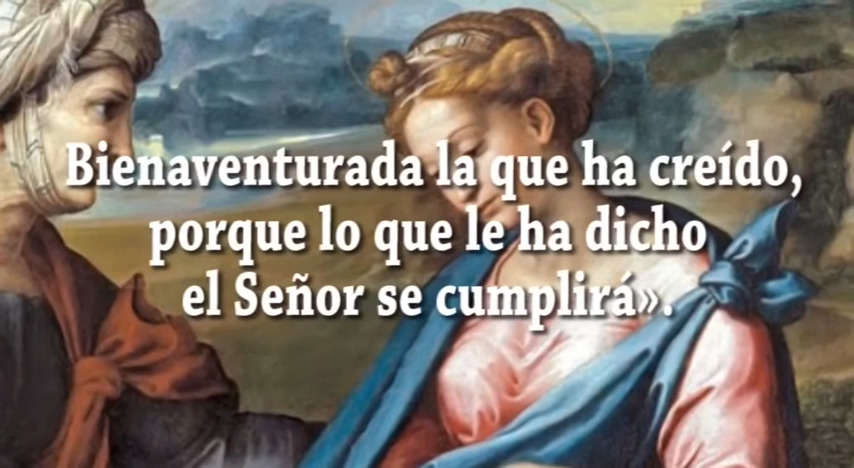 Bienaventurada la que ha creído,
porque lo que le ha dicho
el Señor se cumplirá».